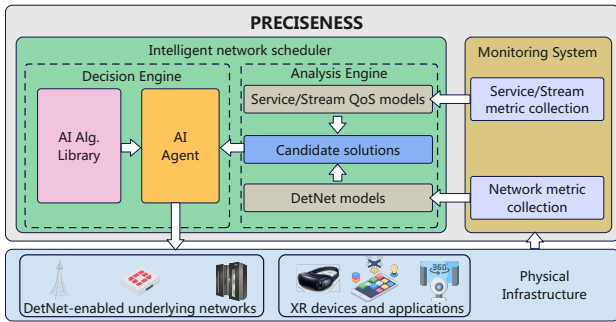 PRECISENESS
Intelligent network scheduler
Monitoring System
Decision Engine
Analysis Engine
AI Alg.
Library
AI
Agent
Service/Stream QoS models
Candidate solutions
DetNet models
Service/Stream
metric collection
Network metric
collection
DetNet-enabled underlying networks
360°
XR devices and applications
Physical
Infrastructure